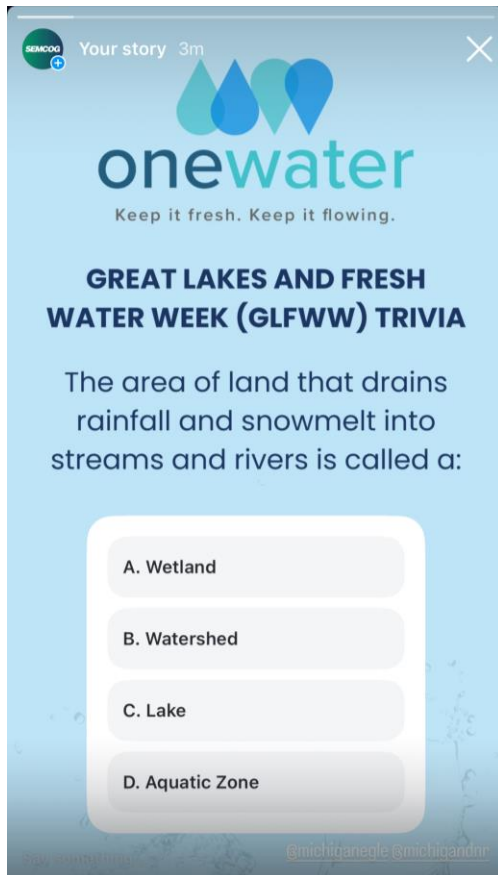 SEMCOG
Your story 3m
onewater
Keep it fresh. Keep it flowing.
GREAT LAKES AND FRESH
WATER WEEK (GLFWW) TRIVIA
The area of land that drains
rainfall and snowmelt into
streams and rivers is called a:
A. Wetland
B. Watershed
C. Lake
D. Aquatic Zone
@michiganegle @michigandnr